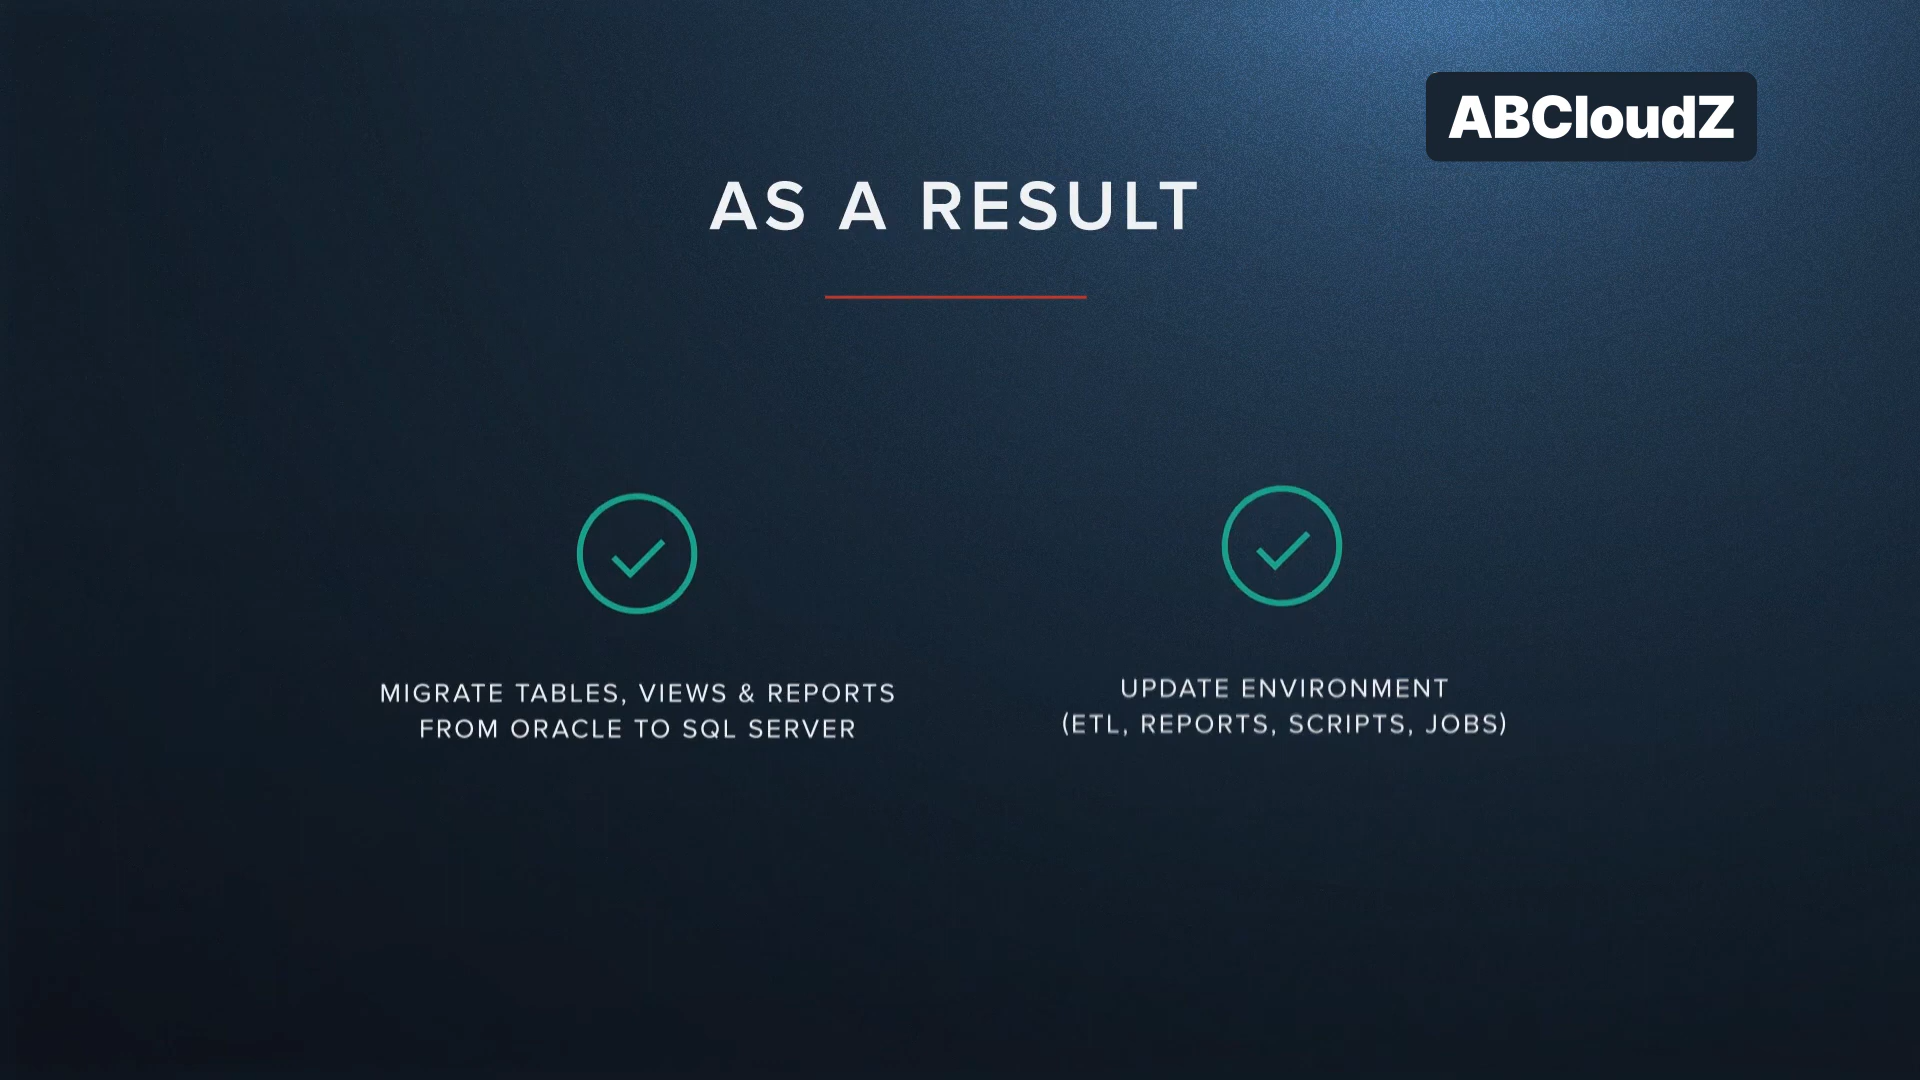 ABCloudZ
AS A RESULT
MIGRATE TABLES, VIEWS & REPORTS
FROM ORACLE TO SQL SERVER
UPDATE ENVIRONMENT
(ETL, REPORTS, SCRIPTS, JOBS)